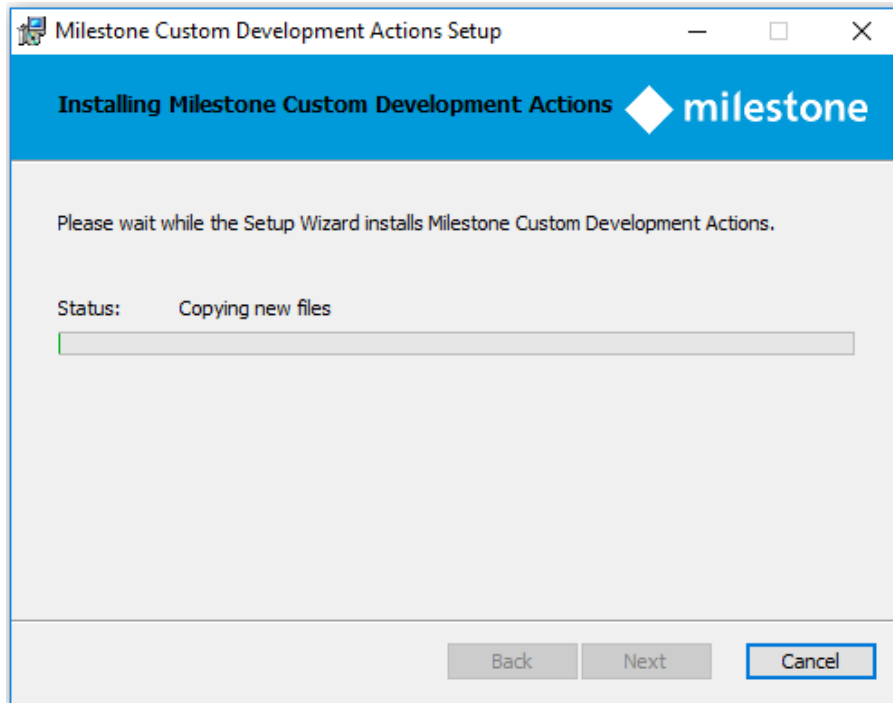 Milestone Custom Development Actions Setup
Installing Milestone Custom Development Actions
milestone
Please wait while the Setup Wizard installs Milestone Custom Development Actions.
Status: Copying new files
Back Next Cancel